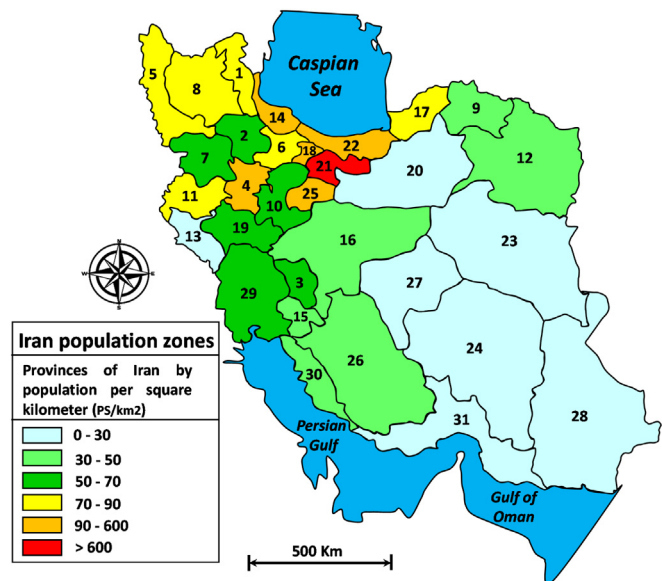 Caspian
Sea
5
8
1
14
17
9
2
7
6
18
22
21
12
20
4
11
10
25
13
19
16
23
N
W
E
S
3
27
29
15
24
26
30
28
31
Persian
Gulf
Gulf of
Oman
Iran population zones
Provinces of Iran by
population per square
kilometer (PS/km2)
0 - 30
30 - 50
50 - 70
70 - 90
90 - 600
> 600
500 Km